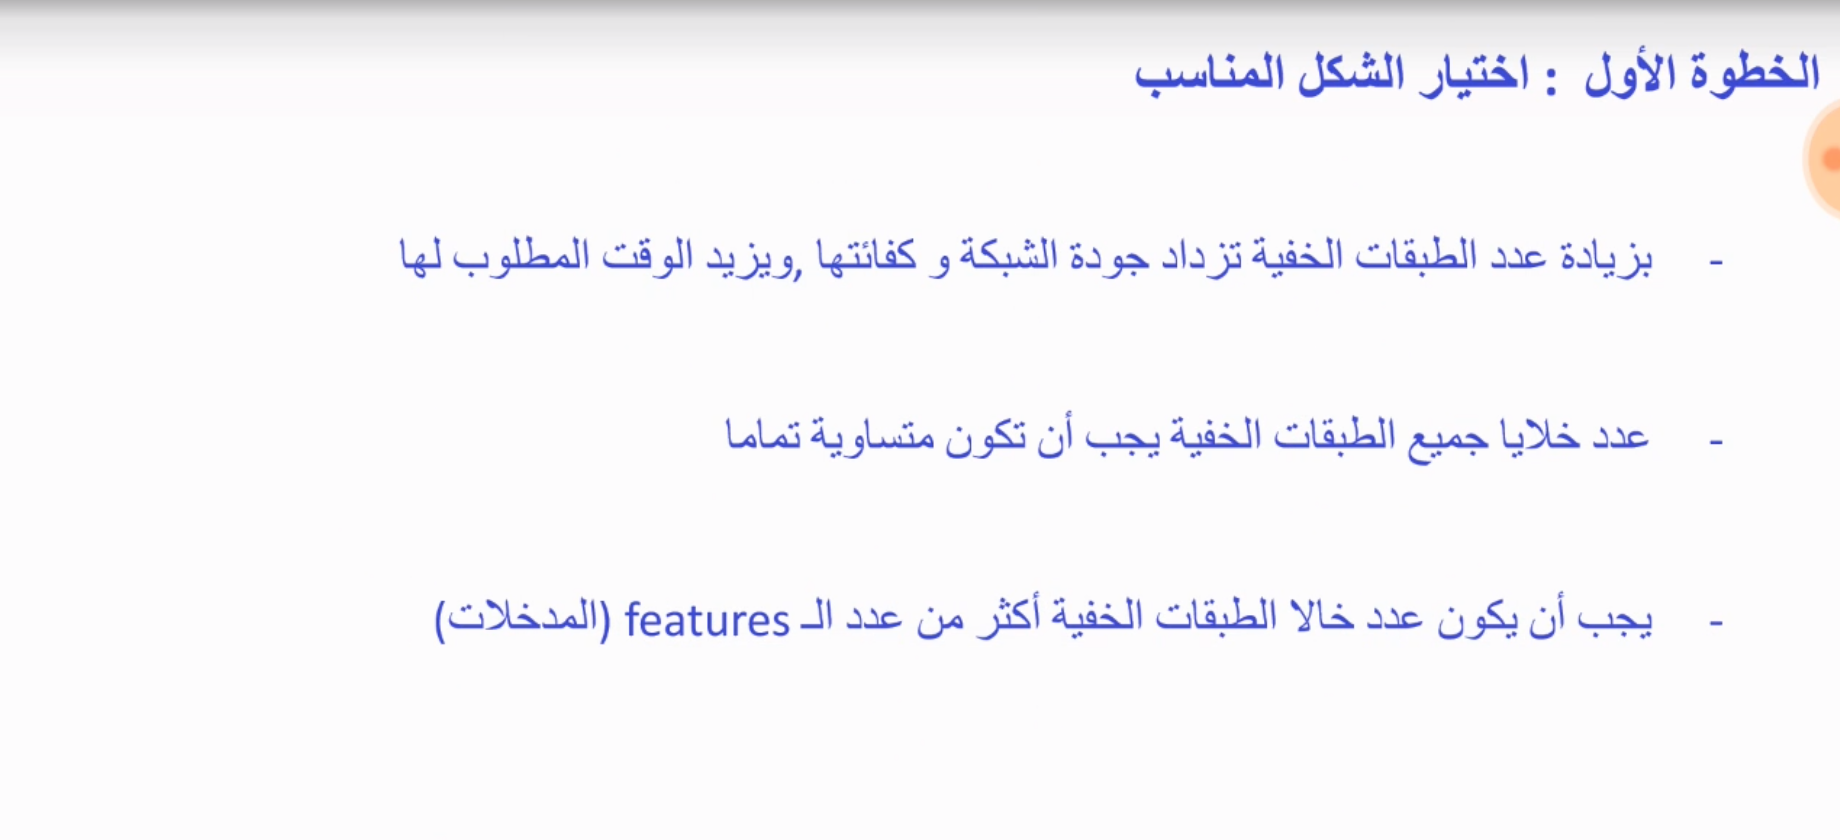 الخطوة الأول : اختيار الشكل المناسب
- بزيادة عدد الطبقات الخفية تزداد جودة الشبكة و كفائتها ,ويزيد الوقت المطلوب لها
- عدد خلايا جميع الطبقات الخفية يجب أن تكون متساوية تماما
- يجب أن يكون عدد خالا الطبقات الخفية أكثر من عدد الـ features (المدخلات)